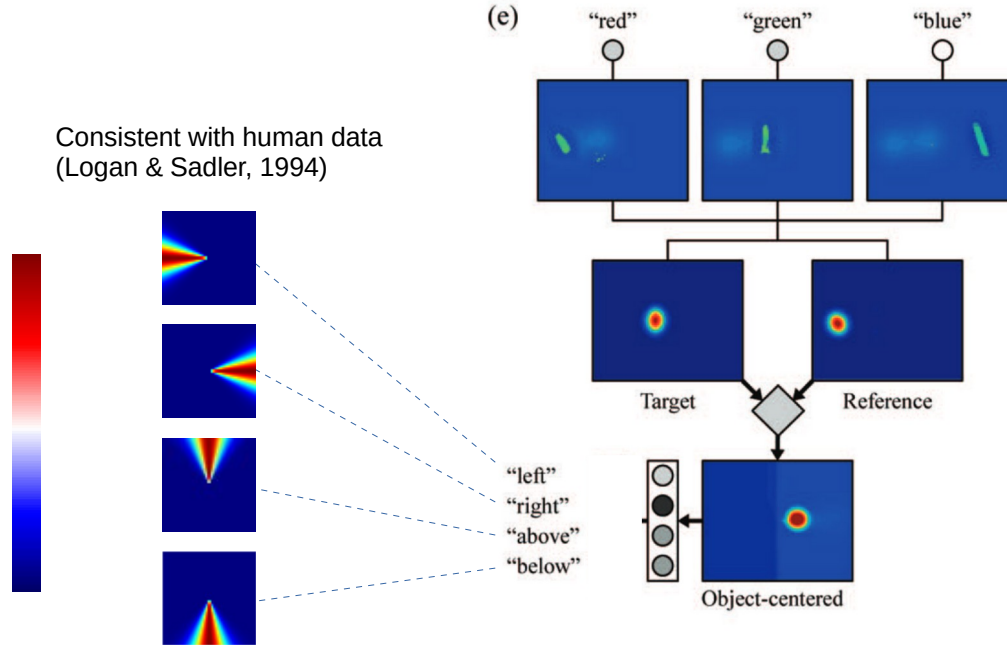 (e)
“red” “green” “blue”
Consistent with human data
(Logan & Sadler, 1994)
Target Reference
“left”
“right”
“above”
“below”
Object-centered